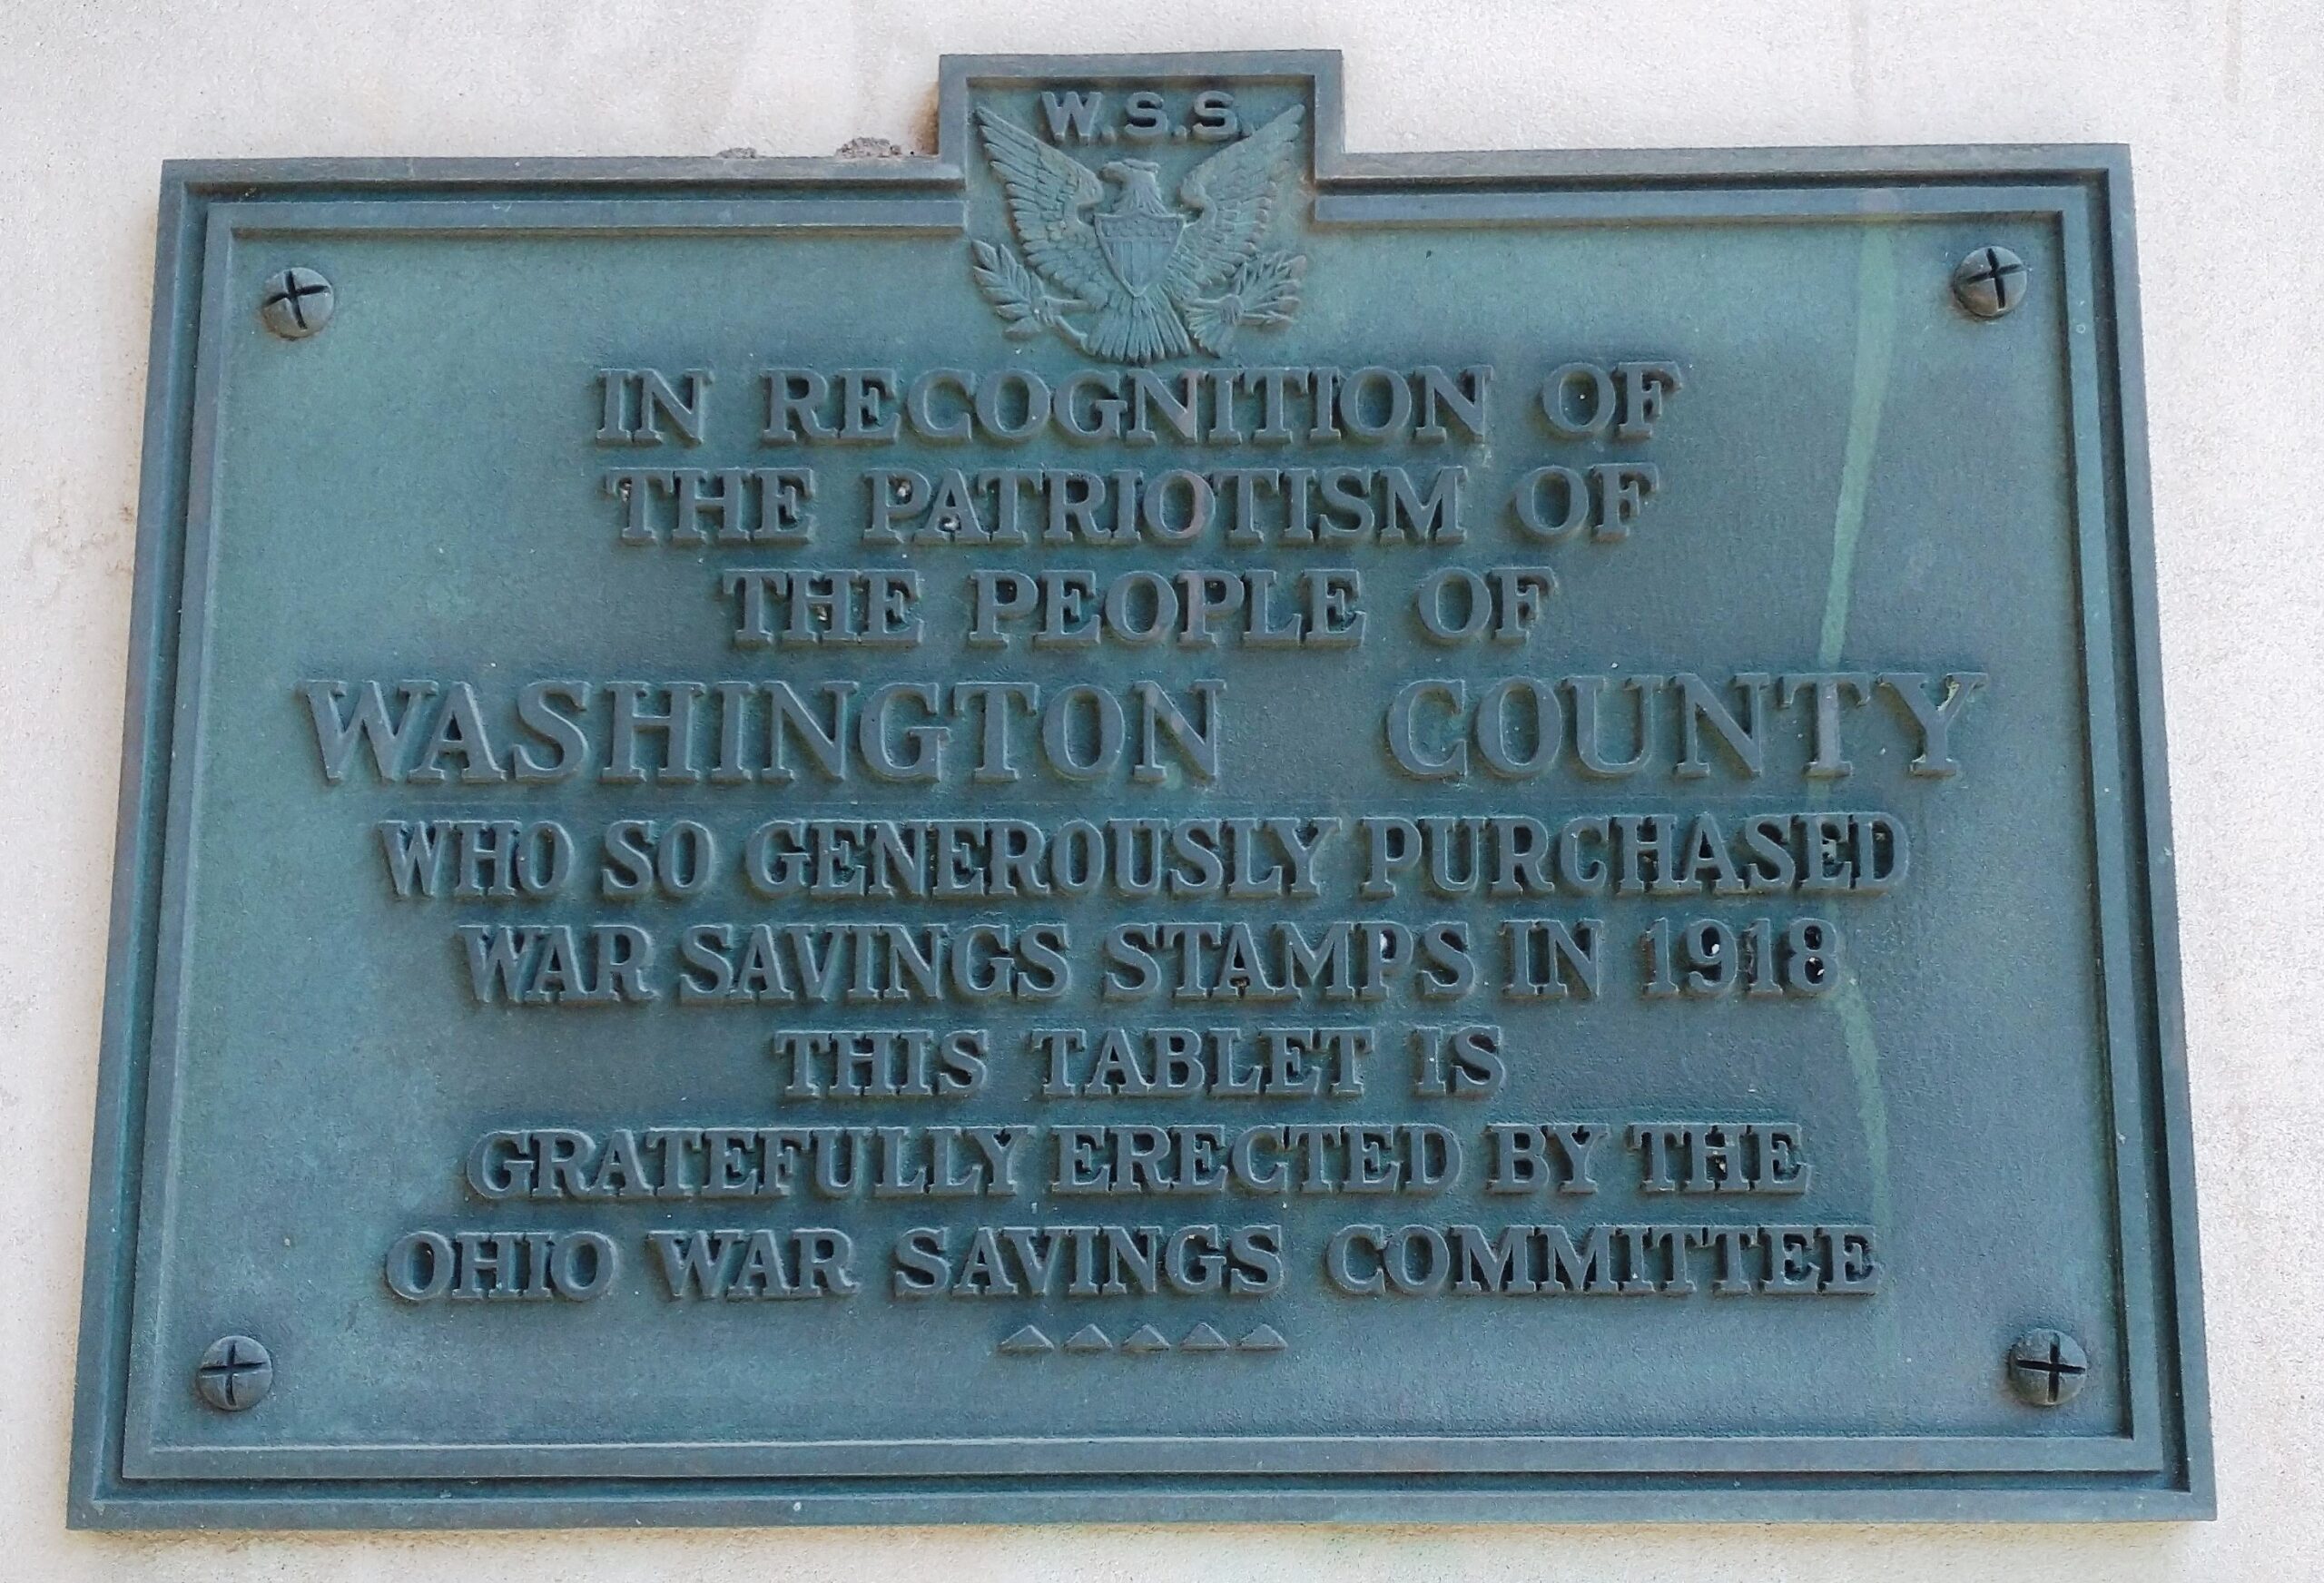 W.S.S.
IN RECOGNITION OF
THE PATRIOTISM OF
THE PEOPLE OF
WASHINGTON COUNTY
WHO SO GENEROUSLY PURCHASED
WAR SAVINGS STAMPS IN 1918
THIS TABLET IS
GRATEFULLY ERECTED BY THE
OHIO WAR SAVINGS COMMITTEE